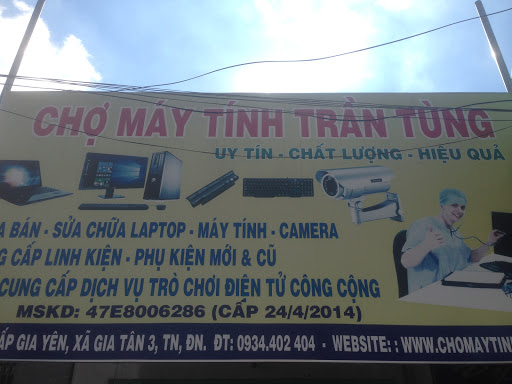 CHỢ MÁY TÍNH TRẦN TÙNG
UY TÍN - CHẤT LƯỢNG - HIỆU QUẢ
A BÁN - SỬA CHỮA LAPTOP - MÁY TÍNH - CAMERA
G CẤP LINH KIỆN - PHỤ KIỆN MỚI & CŨ
CUNG CẤP DỊCH VỤ TRÒ CHƠI ĐIỆN TỬ CÔNG CỘNG
MSKD: 47E8006286 (CẤP 24/4/2014)
ẤP GIA YÊN, XÃ GIA TÂN 3, TN, ĐN. ĐT: 0934.402 404 - WEBSITE: : WWW.CHOMAYTIN